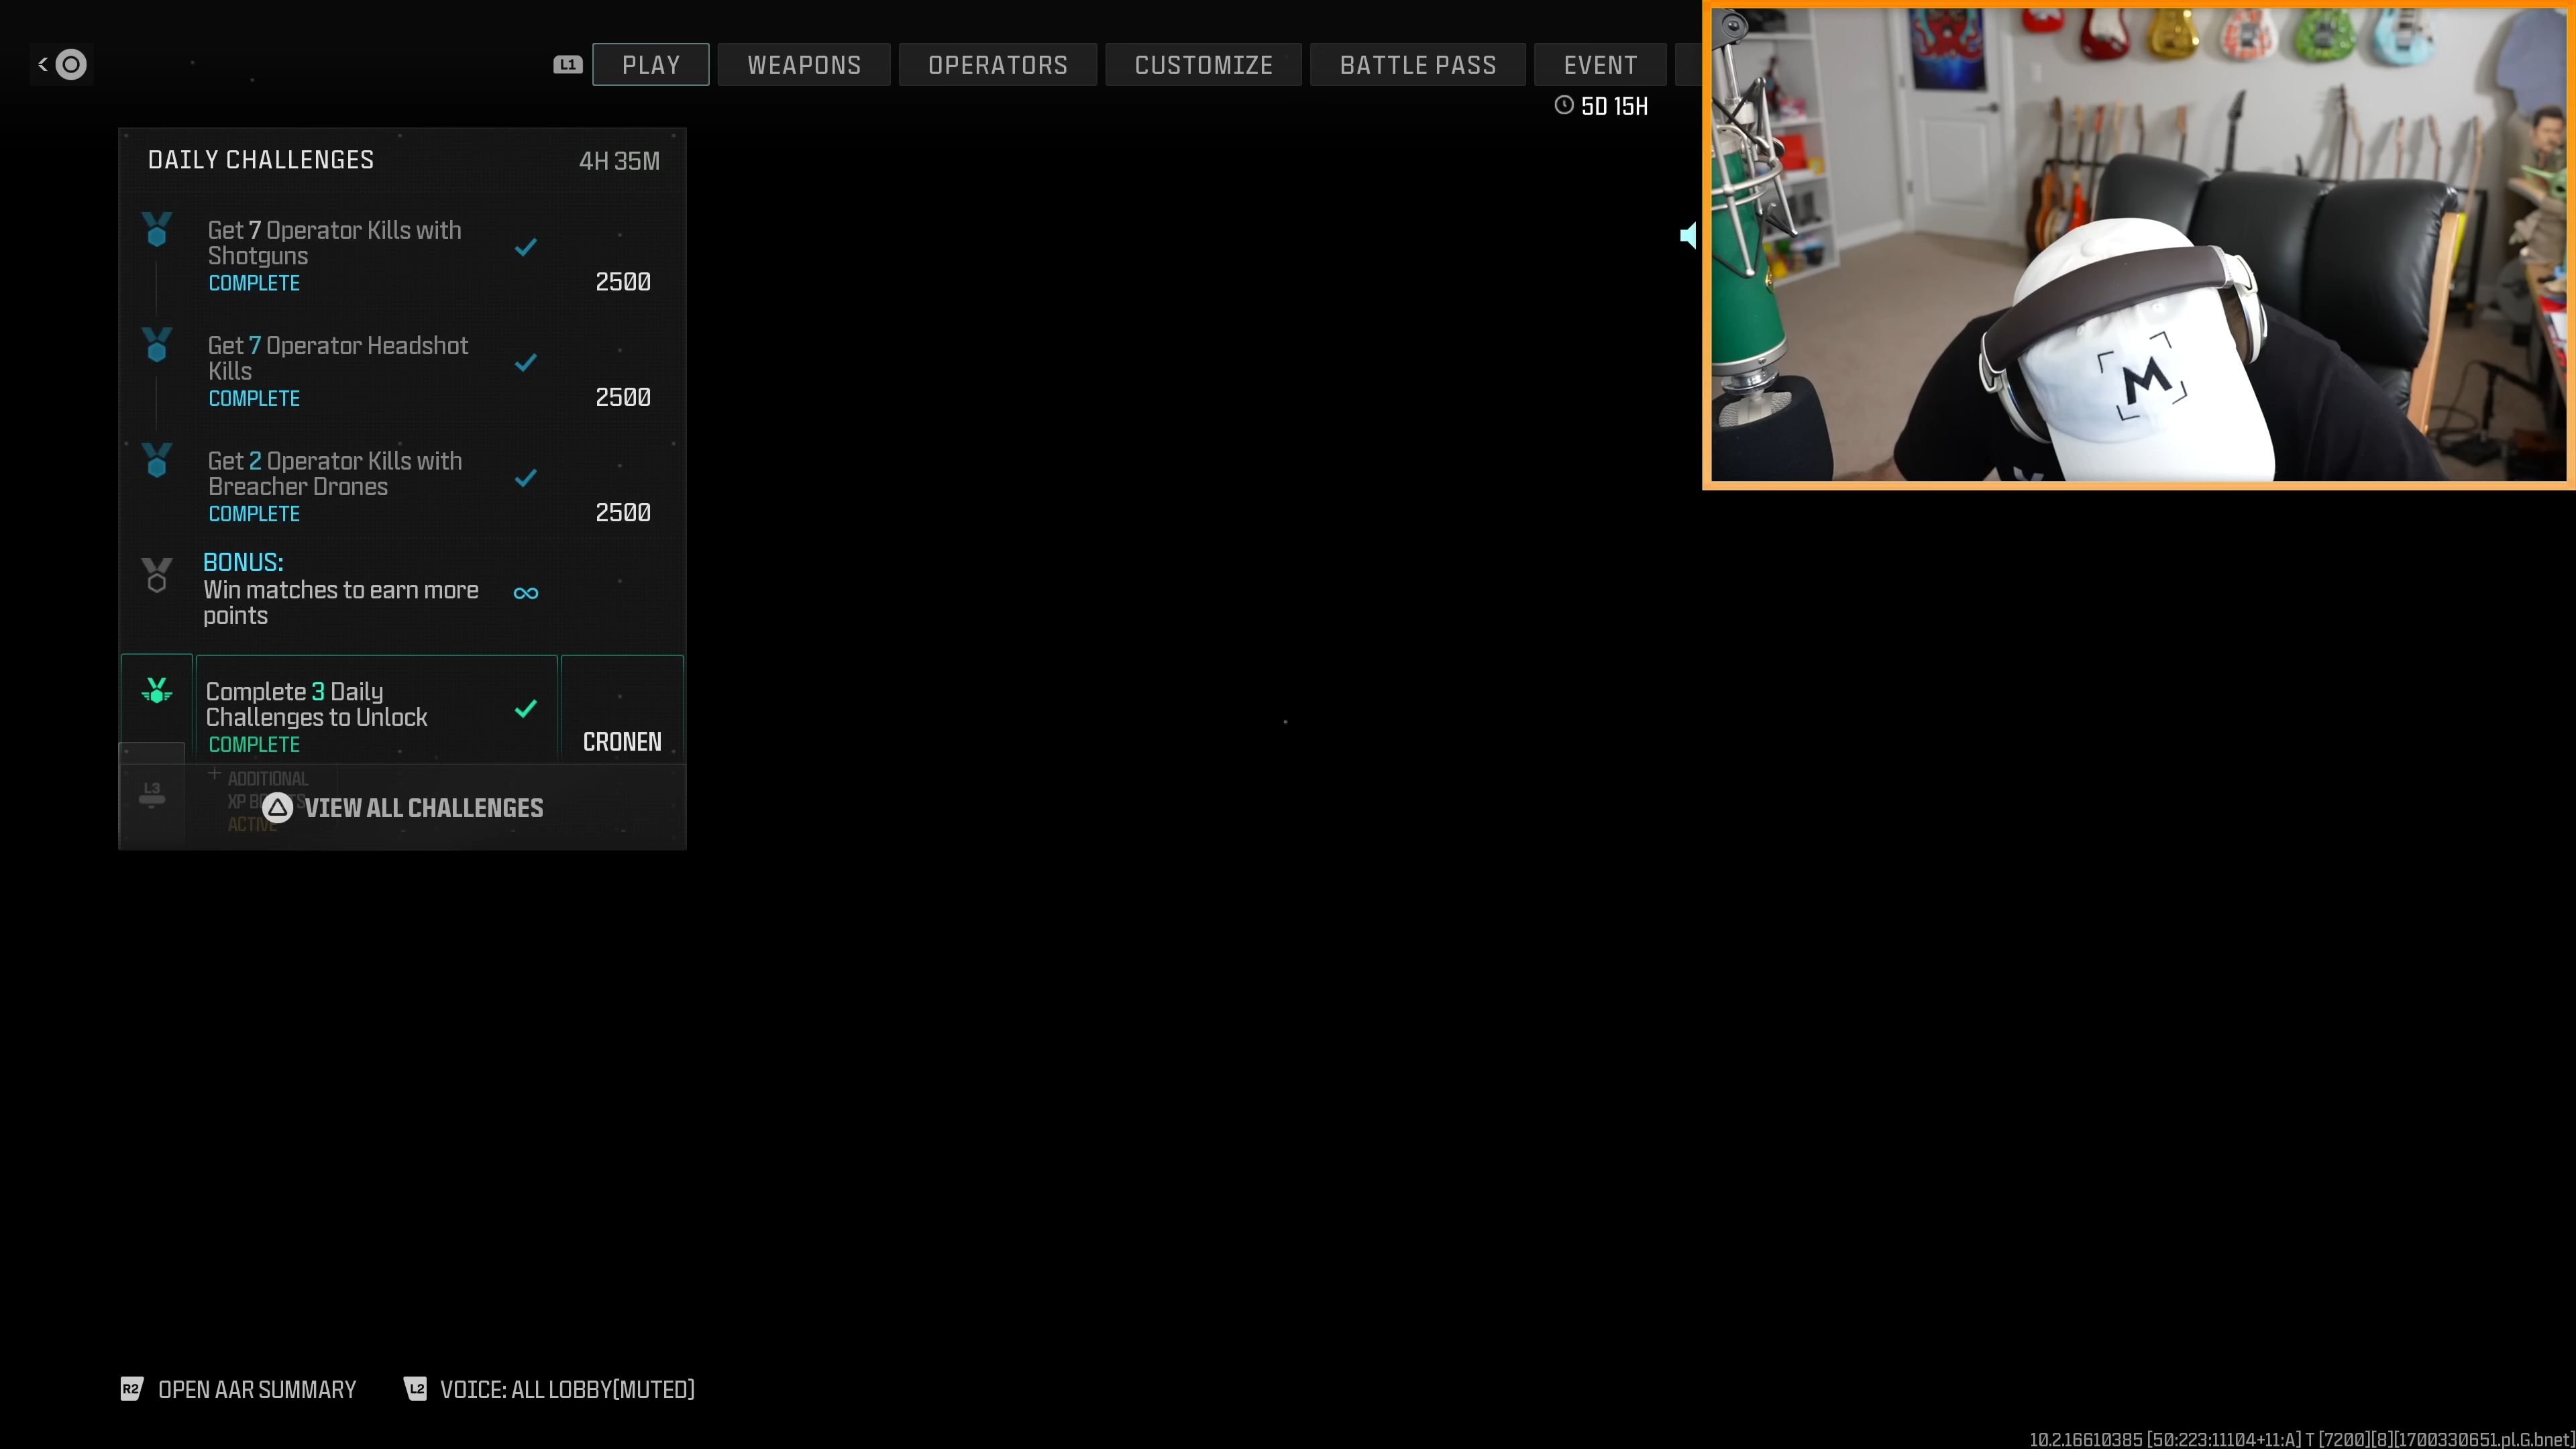 L1 PLAY WEAPONS OPERATORS CUSTOMIZE BATTLE PASS EVENT
5D 15H
DAILY CHALLENGES 4H 35M
Get 7 Operator Kills with
Shotguns
COMPLETE 2500
Get 7 Operator Headshot
Kills
COMPLETE 2500
Get 2 Operator Kills with
Breacher Drones
COMPLETE 2500
BONUS:
Win matches to earn more
points
Complete 3 Daily
Challenges to Unlock
COMPLETE CRONEN
L3
ADDITIONAL
XP
ACTIVE
VIEW ALL CHALLENGES
M
R2 OPEN AAR SUMMARY L2 VOICE: ALL LOBBY[MUTED]
10.2.16610385 [50:223:11104+11:A] T [7200][8][1700330651.pl.G.bnet]